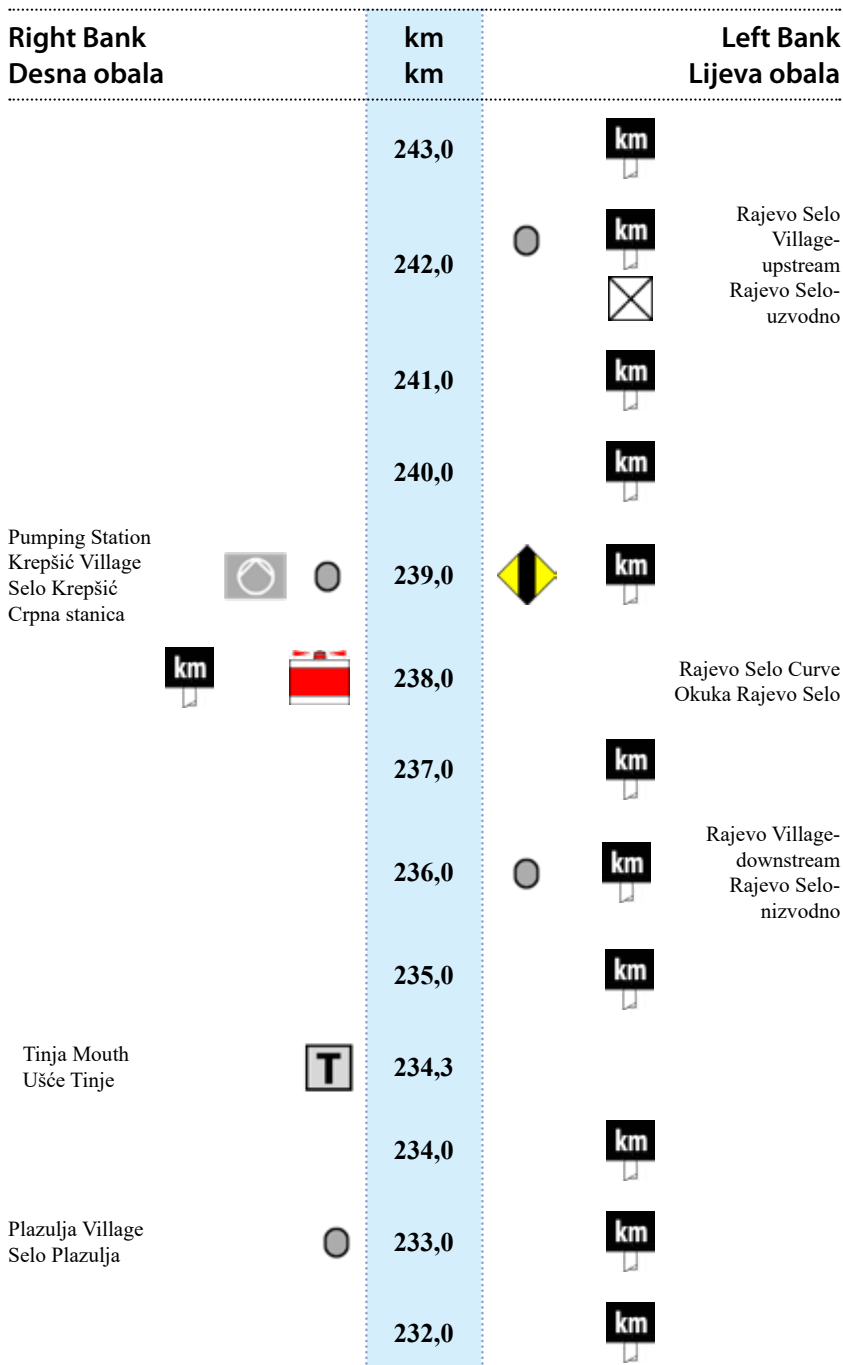 Right Bank
km
Left Bank
Desna obala
km
Lijeva obala
243,0
km
242,0
km
Rajevo Selo
Village-
upstream
Rajevo Selo-
uzvodno
241,0
km
240,0
km
Pumping Station
Krepšić Village
Selo Krepšić
Crpna stanica
239,0
km
km
238,0
Rajevo Selo Curve
Okuka Rajevo Selo
237,0
km
236,0
km
Rajevo Village-
downstream
Rajevo Selo-
nizvodno
235,0
km
Tinja Mouth
Ušće Tinje
T
234,3
234,0
km
Plazulja Village
Selo Plazulja
233,0
km
232,0
km